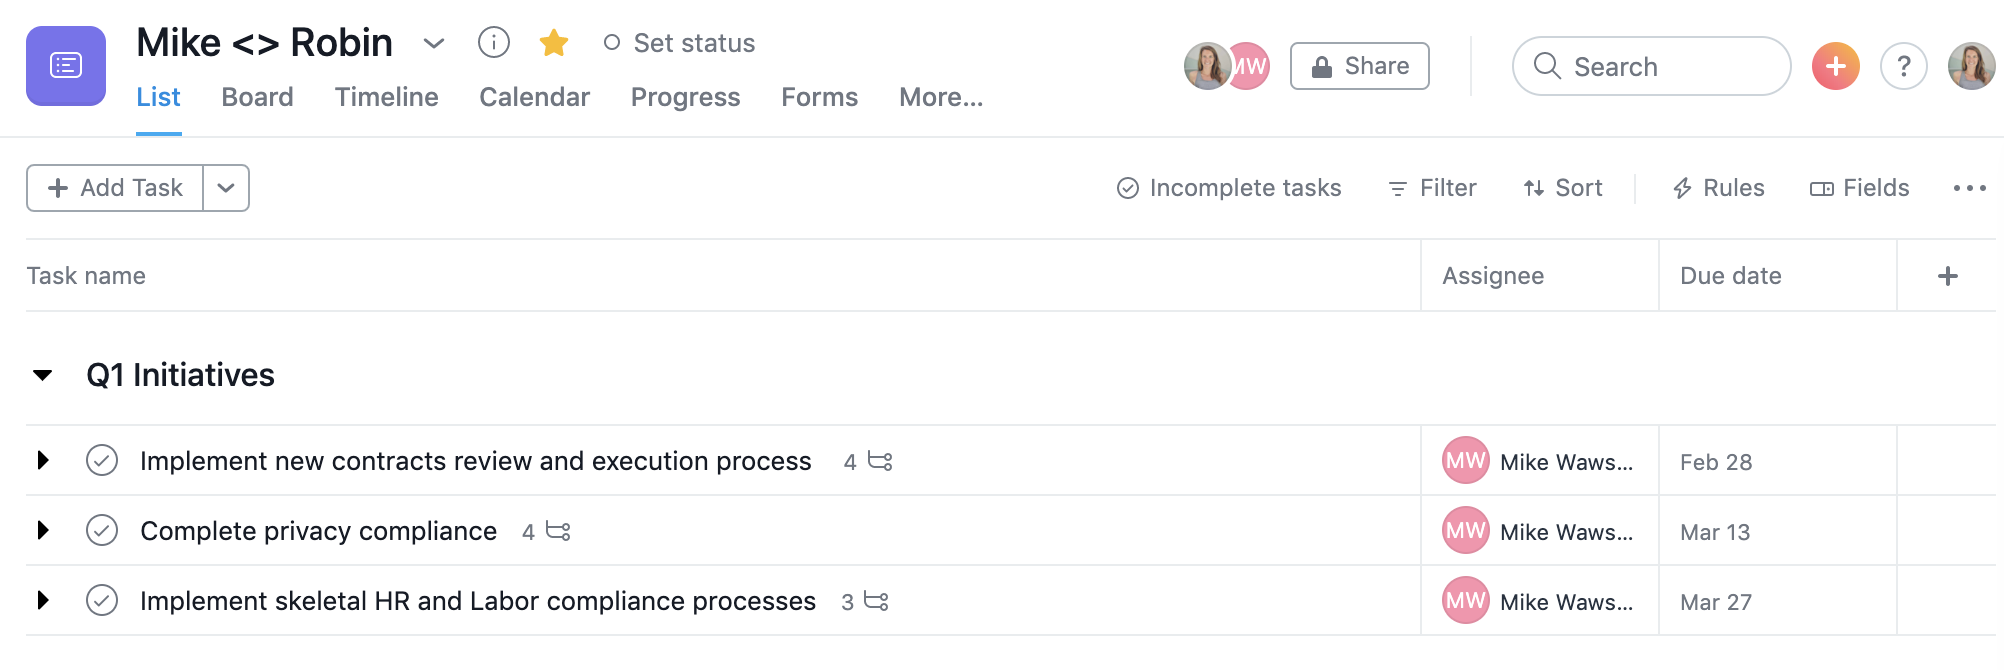 Mike <> Robin Set status
List Board Timeline Calendar Progress Forms More...
MW Share Search ?
Add Task Incomplete tasks Filter Sort Rules Fields
Task name Assignee Due date
Q1 Initiatives
Implement new contracts review and execution process 4 MW Mike Waws... Feb 28
Complete privacy compliance 4 MW Mike Waws... Mar 13
Implement skeletal HR and Labor compliance processes 3 MW Mike Waws... Mar 27